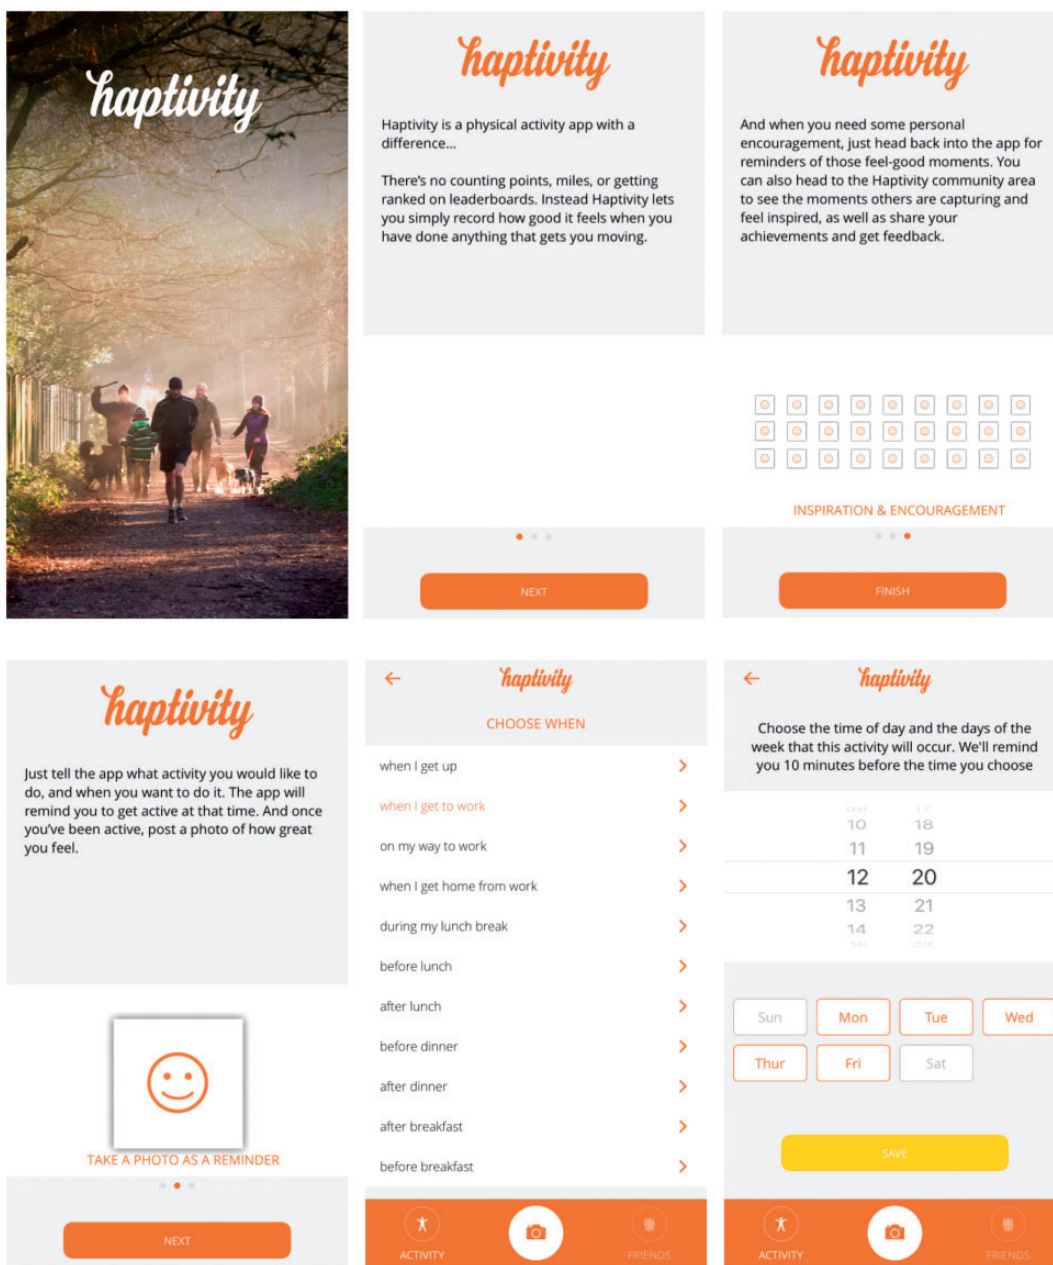 haptivity
haptivity
Haptivity is a physical activity app with a
difference...
There's no counting points, miles, or getting
ranked on leaderboards. Instead Haptivity lets
you simply record how good it feels when you
have done anything that gets you moving.
NEXT
haptivity
And when you need some personal
encouragement, just head back into the app for
reminders of those feel-good moments. You
can also head to the Haptivity community area
to see the moments others are capturing and
feel inspired, as well as share your
achievements and get feedback.
INSPIRATION & ENCOURAGEMENT
FINISH
haptivity
Just tell the app what activity you would like to
do, and when you want to do it. The app will
remind you to get active at that time. And once
you've been active, post a photo of how great
you feel.
TAKE A PHOTO AS A REMINDER
NEXT
haptivity
CHOOSE WHEN
when I get up
when I get to work
on my way to work
when I get home from work
during my lunch break
before lunch
after lunch
before dinner
after dinner
after breakfast
before breakfast
ACTIVITY FRIENDS
haptivity
Choose the time of day and the days of the
week that this activity will occur. We'll remind
you 10 minutes before the time you choose
10 18
11 19
12 20
13 21
14 22
Sun Mon Tue Wed
Thur Fri Sat
SAVE
ACTIVITY FRIENDS